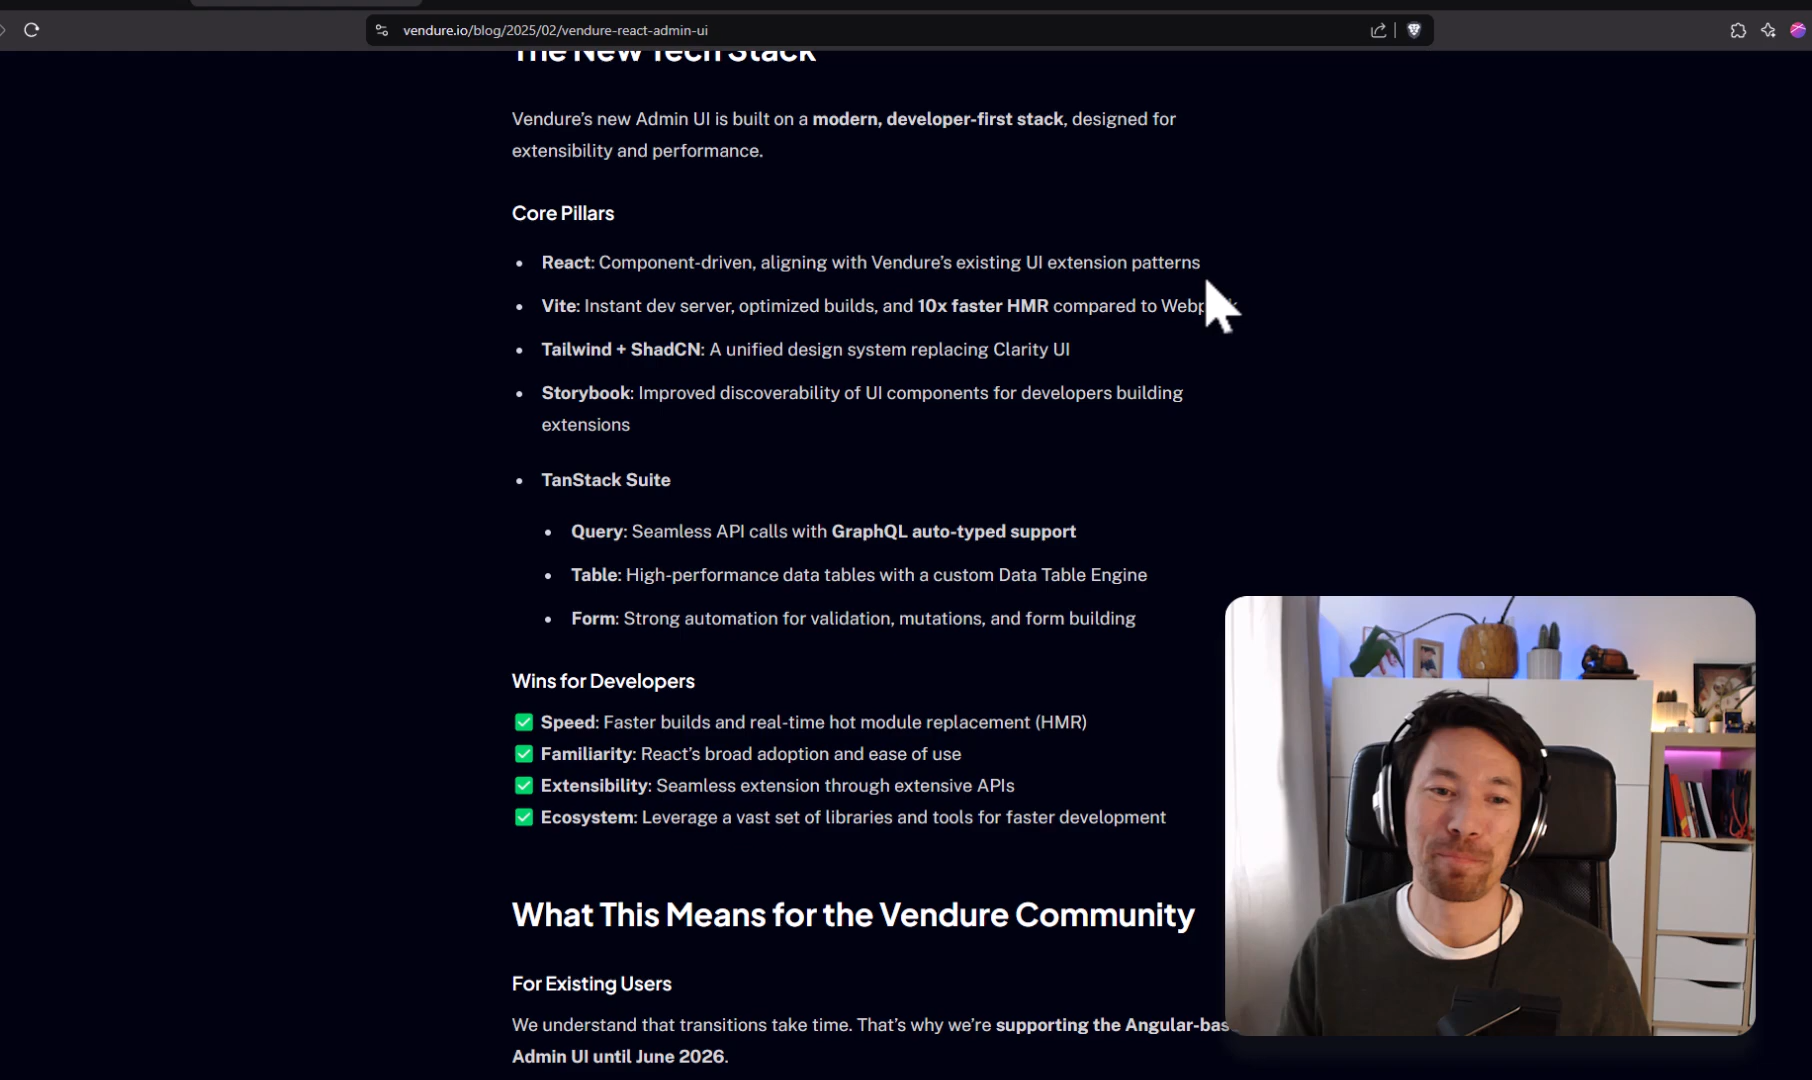 vendure.io/blog/2025/02/vendure-react-admin-ui
The New Tech Stack
Vendure’s new Admin UI is built on a modern, developer-first stack, designed for
extensibility and performance.
Core Pillars
• React: Component-driven, aligning with Vendure’s existing UI extension patterns
• Vite: Instant dev server, optimized builds, and 10x faster HMR compared to
• Tailwind + ShadCN: A unified design system replacing Clarity UI
• Storybook: Improved discoverability of UI components for developers building
extensions
• TanStack Suite
• Query: Seamless API calls with GraphQL auto-typed support
• Table: High-performance data tables with a custom Data Table Engine
• Form: Strong automation for validation, mutations, and form building
Wins for Developers
✅ Speed: Faster builds and real-time hot module replacement (HMR)
✅ Familiarity: React’s broad adoption and ease of use
✅ Extensibility: Seamless extension through extensive APIs
✅ Ecosystem: Leverage a vast set of libraries and tools for faster development
What This Means for the Vendure Community
For Existing Users
We understand that transitions take time. That’s why we’re supporting the
Admin UI until June 2026.